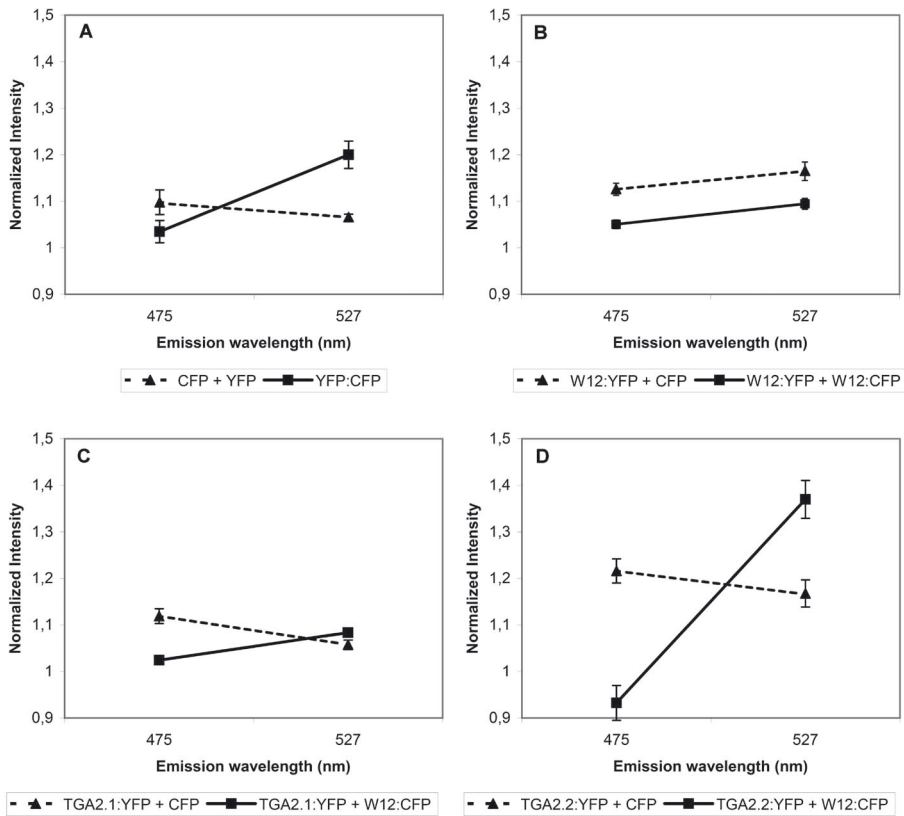 A
1,5
1,4
1,3
1,2
1,1
1
0,9
Normalized Intensity
475 527
Emission wavelength (nm)
CFP + YFP YFP:CFP
B
1,5
1,4
1,3
1,2
1,1
1
0,9
Normalized Intensity
475 527
Emission wavelength (nm)
W12:YFP + CFP W12:YFP + W12:CFP
C
1,5
1,4
1,3
1,2
1,1
1
0,9
Normalized Intensity
475 527
Emission wavelength (nm)
TGA2.1:YFP + CFP TGA2.1:YFP + W12:CFP
D
1,5
1,4
1,3
1,2
1,1
1
0,9
Normalized Intensity
475 527
Emission wavelength (nm)
TGA2.2:YFP + CFP TGA2.2:YFP + W12:CFP